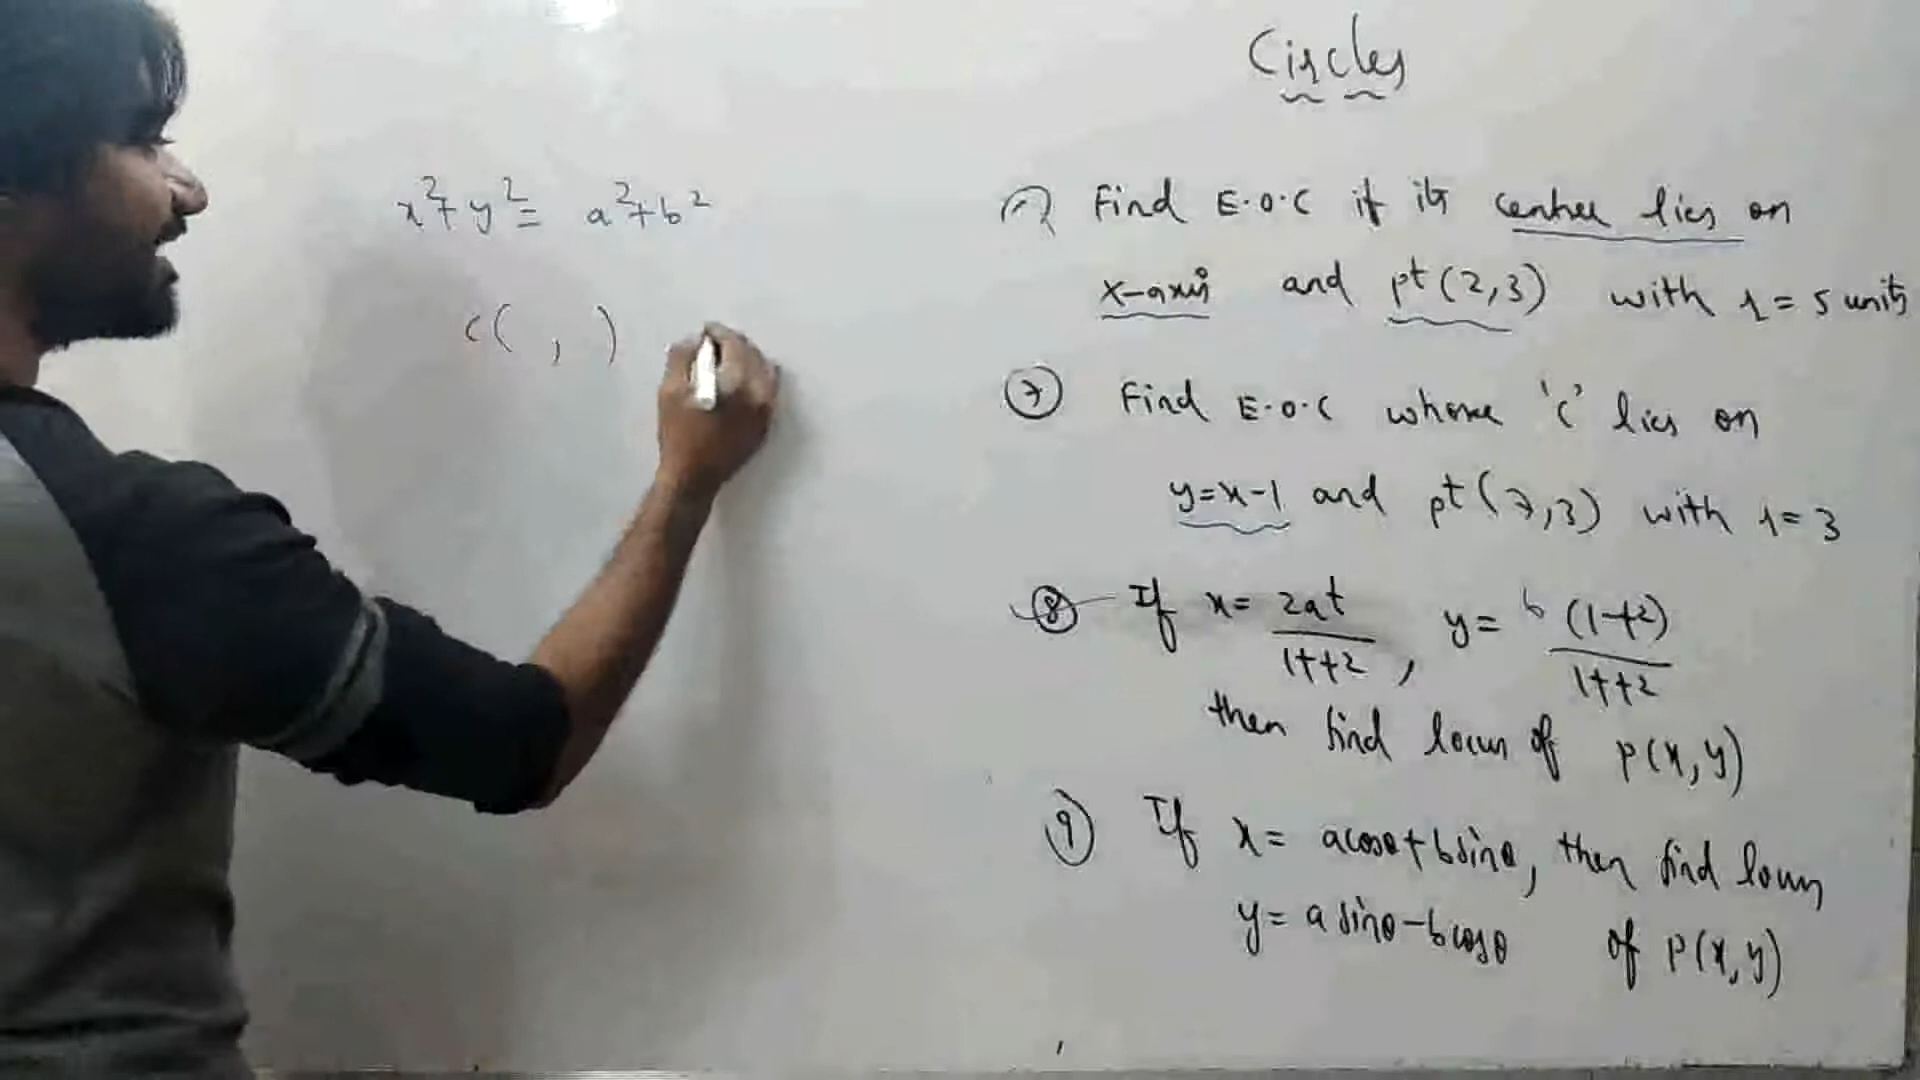 Circles
x²+y²= a²+b²
c( , )
Find E.O.C if its centre lies on
x-axis and pt(2,3) with r=5 units
⑦ Find E.O.C whose 'c' lies on
y=x-1 and pt(7,3) with r=3
⑧ If x= 2at/1+t², y= b(1-t²)/1+t²
then find locus of P(x,y)
⑨ If x= acosθ+bsinθ, then find locus
y= asinθ-bcosθ of P(x,y)